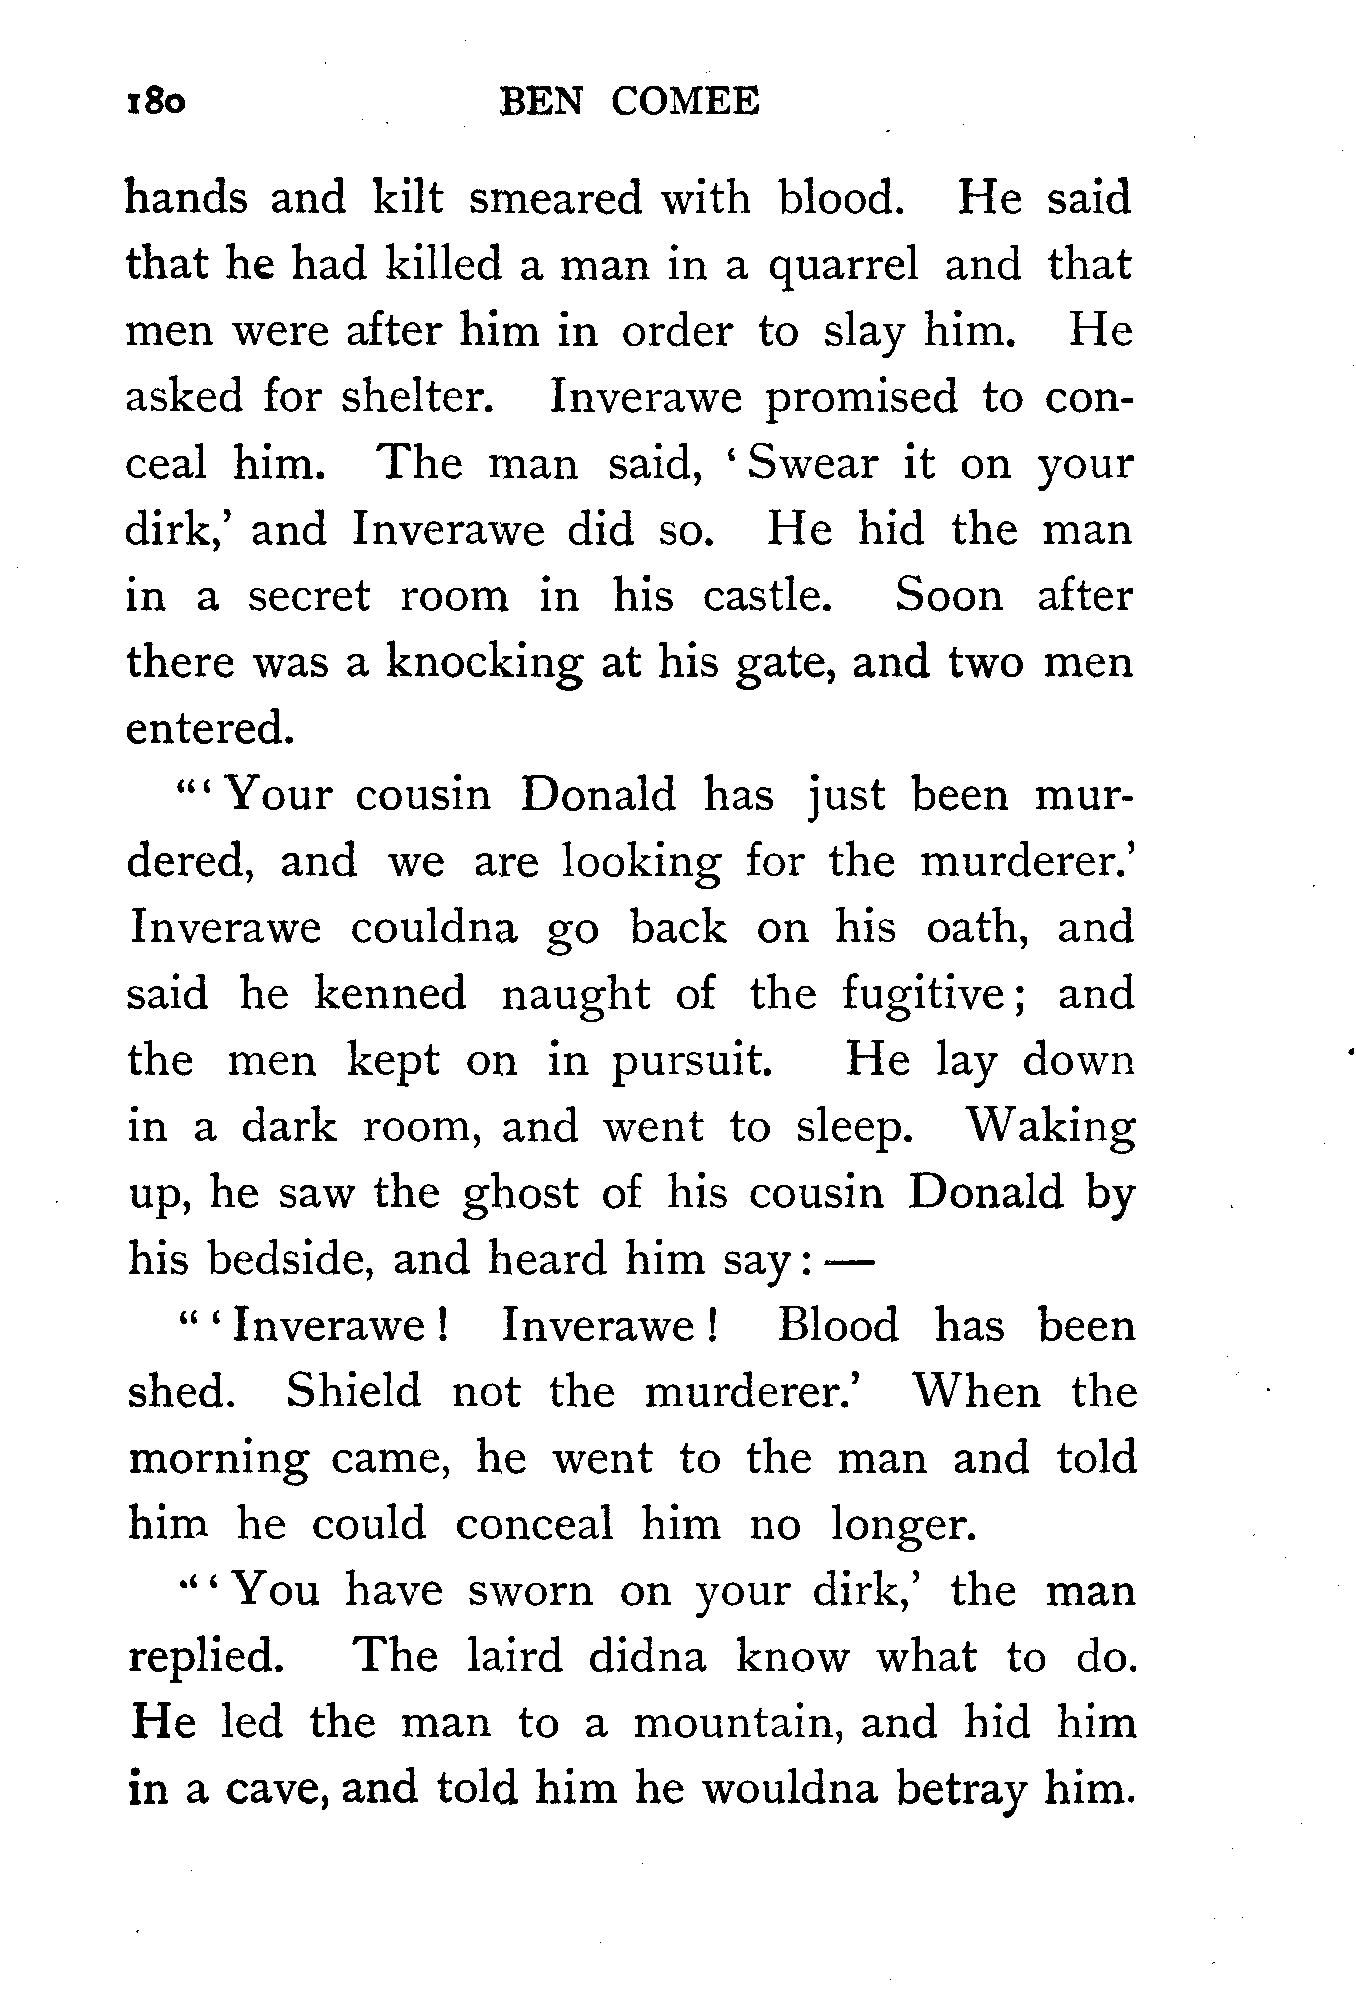 180 BEN COMEE
hands and kilt smeared with blood. He said
that he had killed a man in a quarrel and that
men were after him in order to slay him. He
asked for shelter. Inverawe promised to con-
ceal him. The man said, ‘Swear it on your
dirk,’ and Inverawe did so. He hid the man
in a secret room in his castle. Soon after
there was a knocking at his gate, and two men
entered.
“‘Your cousin Donald has just been mur-
dered, and we are looking for the murderer.’
Inverawe couldna go back on his oath, and
said he kenned naught of the fugitive; and
the men kept on in pursuit. He lay down
in a dark room, and went to sleep. Waking
up, he saw the ghost of his cousin Donald by
his bedside, and heard him say:—
“‘Inverawe! Inverawe! Blood has been
shed. Shield not the murderer.’ When the
morning came, he went to the man and told
him he could conceal him no longer.
“‘You have sworn on your dirk,’ the man
replied. The laird didna know what to do.
He led the man to a mountain, and hid him
in a cave, and told him he wouldna betray him.